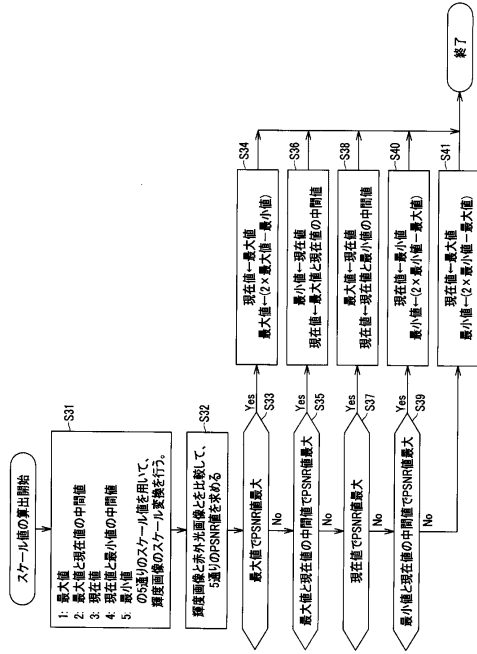 スケール値の算出開始
S31
1: 最大値
2: 最大値と現在値の中間値
3: 現在値
4: 現在値と最小値の中間値
5: 最小値
の5通りのスケール値を用いて、
輝度画像のスケール変換を行う。
S32
輝度画像と赤外光画像とを比較して、
5通りのPSNR値を求める
最大値でPSNR値最大
S33
Yes
No
現在値←最大値
最大値←(2×最大値−最小値)
S34
最大値と現在値の中間値でPSNR値最大
S35
Yes
No
最小値←現在値
現在値←最大値と現在値の中間値
S36
現在値でPSNR値最大
S37
Yes
No
最大値←現在値
現在値←現在値と最小値の中間値
S38
最小値と現在値の中間値でPSNR値最大
S39
Yes
No
現在値←最小値
最小値←(2×最小値−最大値)
S40
現在値←最大値
最小値←(2×最小値−最大値)
S41
終了